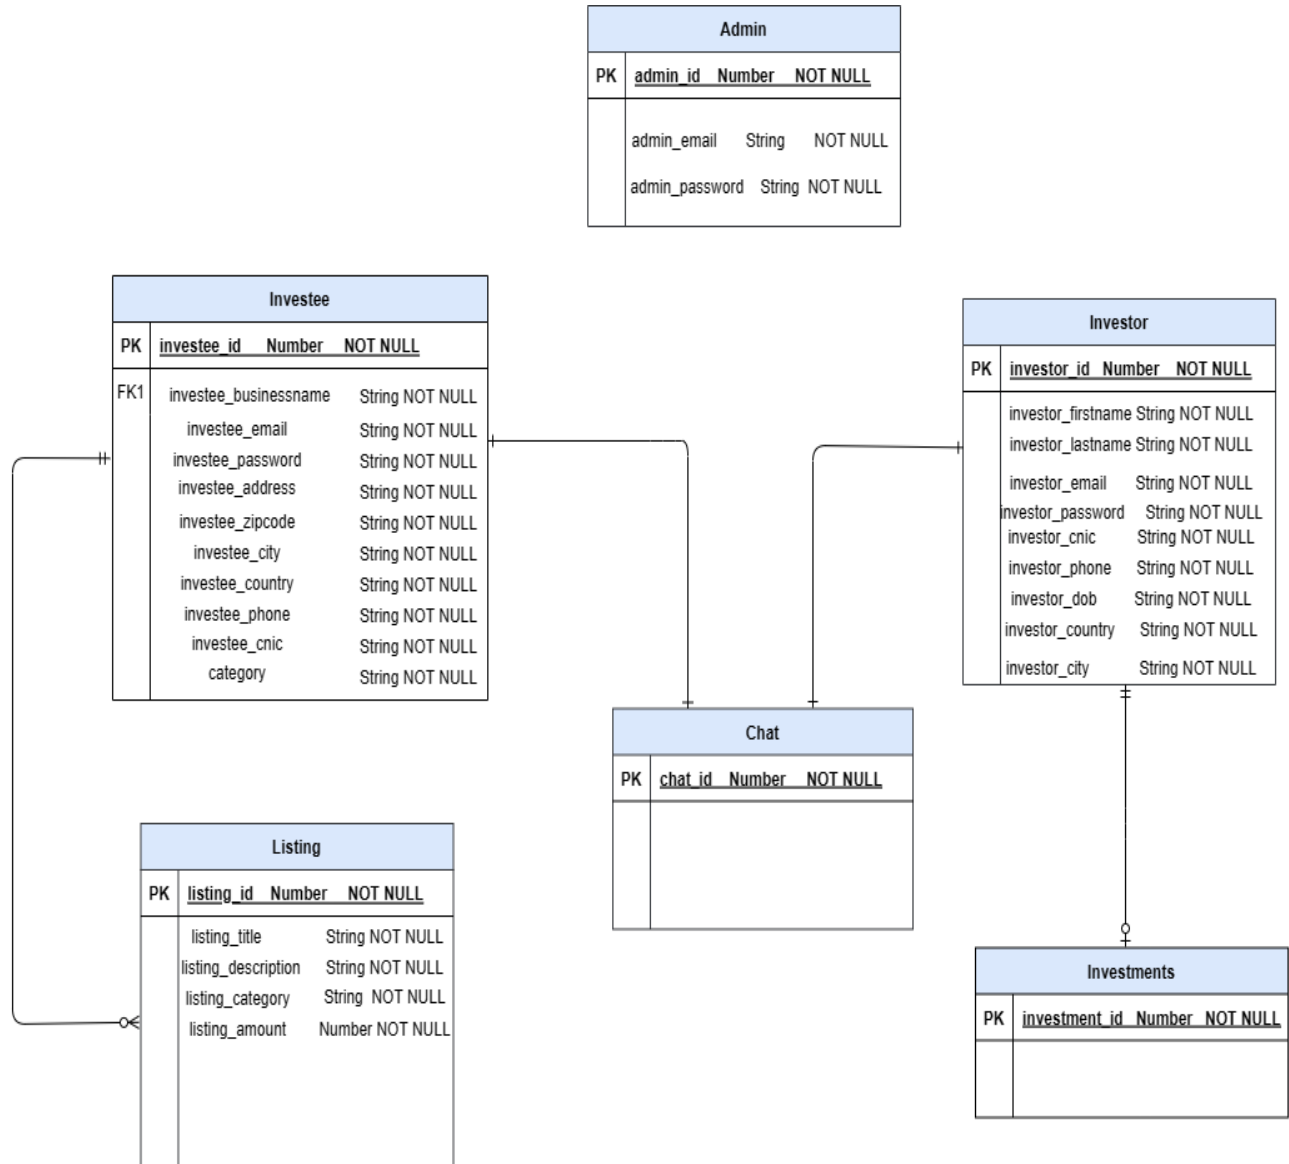 Admin
PK admin_id Number NOT NULL
admin_email String NOT NULL
admin_password String NOT NULL
Investee
PK investee_id Number NOT NULL
FK1 investee_businessname String NOT NULL
investee_email String NOT NULL
investee_password String NOT NULL
investee_address String NOT NULL
investee_zipcode String NOT NULL
investee_city String NOT NULL
investee_country String NOT NULL
investee_phone String NOT NULL
investee_cnic String NOT NULL
category String NOT NULL
Investor
PK investor_id Number NOT NULL
investor_firstname String NOT NULL
investor_lastname String NOT NULL
investor_email String NOT NULL
investor_password String NOT NULL
investor_cnic String NOT NULL
investor_phone String NOT NULL
investor_dob String NOT NULL
investor_country String NOT NULL
investor_city String NOT NULL
Chat
PK chat_id Number NOT NULL
Listing
PK listing_id Number NOT NULL
listing_title String NOT NULL
listing_description String NOT NULL
listing_category String NOT NULL
listing_amount Number NOT NULL
Investments
PK investment_id Number NOT NULL